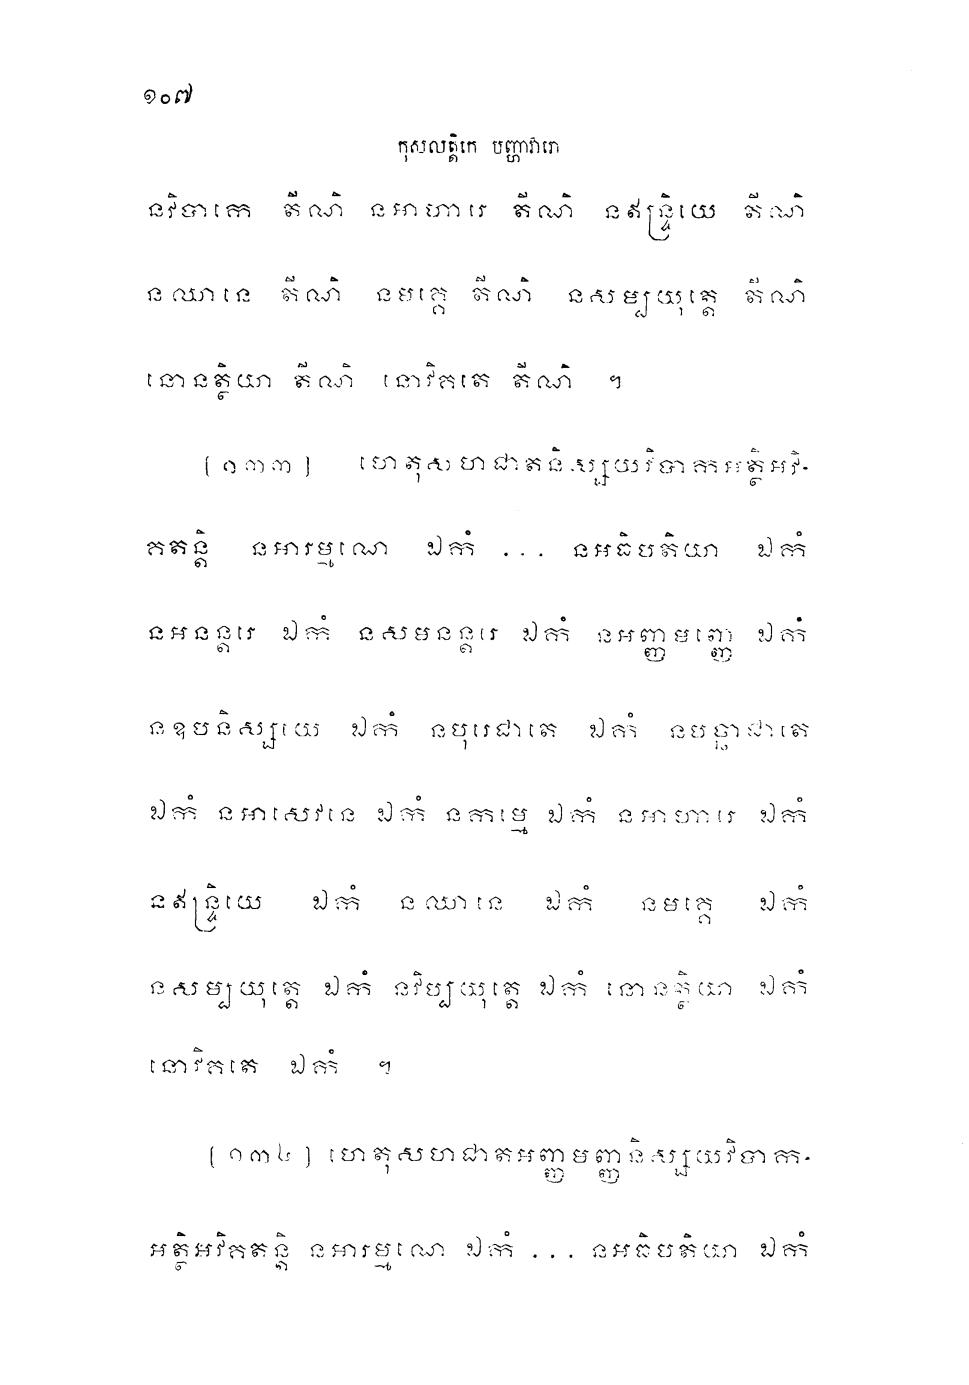 ១០៧
កុសលត្តិកេ បញ្ហាវារោ
នវិបាកេ តីណិ នអាហារេ តីណិ នឥន្ទ្រិយេ តីណិ
នឈានេ តីណិ នមគ្គេ តីណិ នសម្បយុត្តេ តីណិ
នោនត្ថិយា តីណិ នោវិគតេ តីណិ ។
[១៣៣] ហេតុសហជាតនិស្សយវិបាកអត្ថិអវិ-
គតន្តិ នអារម្មណេ ឯកំ ... នអធិបតិយា ឯកំ
នអនន្តរេ ឯកំ នសមនន្តរេ ឯកំ នអញ្ញមញ្ញេ ឯកំ
នឧបនិស្សយេ ឯកំ នបុរេជាតេ ឯកំ នបច្ឆាជាតេ
ឯកំ នអាសេវនេ ឯកំ នកម្មេ ឯកំ នអាហារេ ឯកំ
នឥន្ទ្រិយេ ឯកំ នឈានេ ឯកំ នមគ្គេ ឯកំ
នសម្បយុត្តេ ឯកំ នវិប្បយុត្តេ ឯកំ នោនត្ថិយា ឯកំ
នោវិគតេ ឯកំ ។
[១៣៤] ហេតុសហជាតអញ្ញមញ្ញនិស្សយវិបាក-
អត្ថិអវិគតន្តិ នអារម្មណេ ឯកំ ... នអធិបតិយា ឯកំ